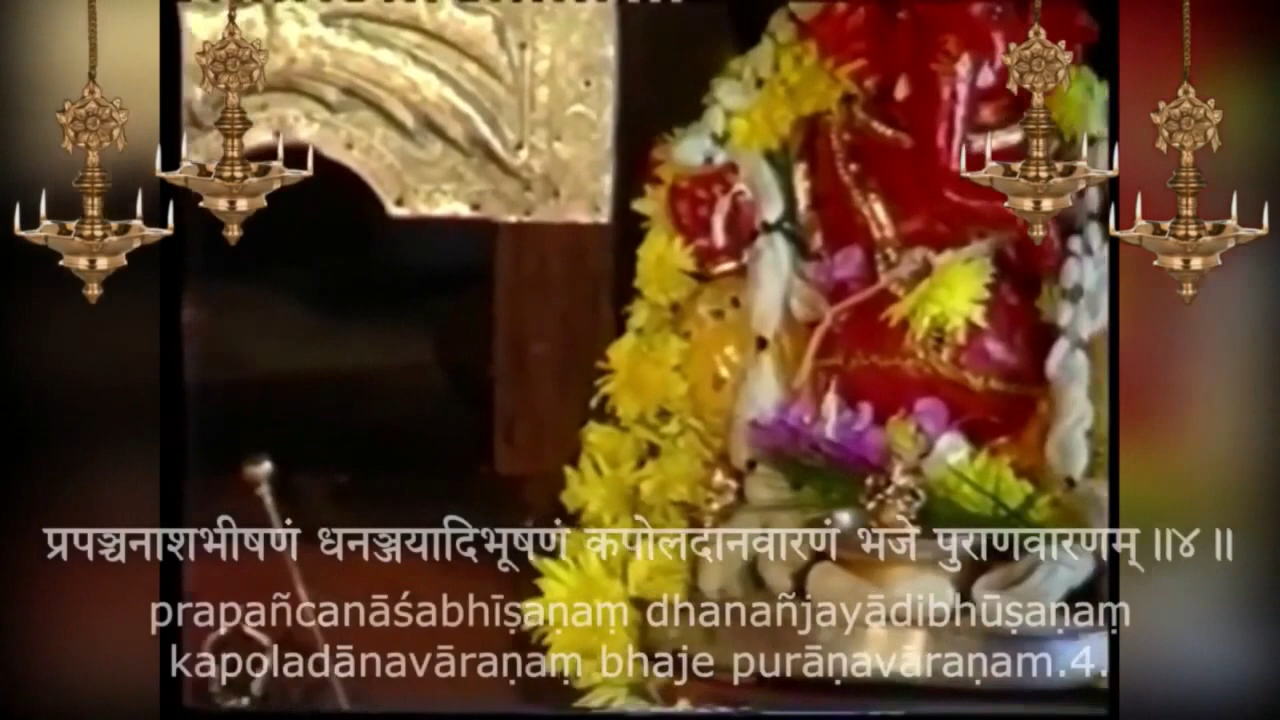 प्रपञ्चनाशभीषणं धनञ्जयादिभूषणं कपोलदानवारणं भजे पुराणवारणम् ॥४॥
prapañcanāśabhīṣaṇaṃ dhanañjayādibhūṣaṇaṃ
kapoladānavāraṇaṃ bhaje purāṇavāraṇam.4.